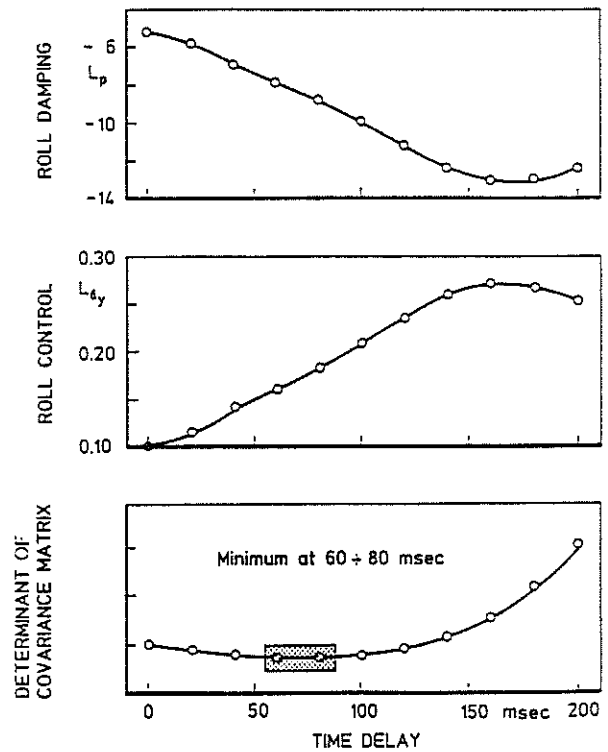 ROLL DAMPING
- 6
Lp
-10
-14
ROLL CONTROL
0.30
Lδy
0.20
0.10
DETERMINANT OF
COVARIANCE MATRIX
Minimum at 60 ÷ 80 msec
0
50
100
150
msec
200
TIME DELAY